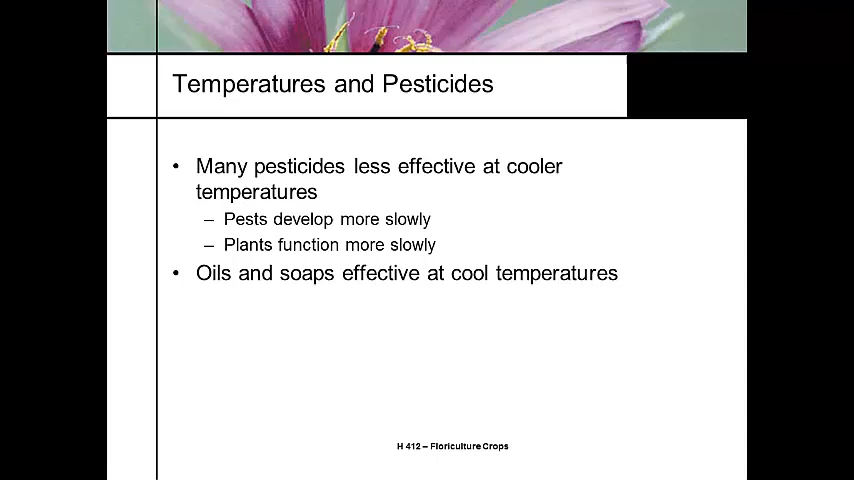 Temperatures and Pesticides
• Many pesticides less effective at cooler
temperatures
– Pests develop more slowly
– Plants function more slowly
• Oils and soaps effective at cool temperatures
H 412 – Floriculture Crops